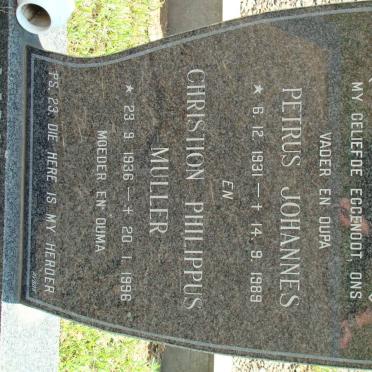 MY GELIEFDE EGGENOOT, ONS
VADER EN OUPA
PETRUS JOHANNES
★ 6. 12. 1931 — † 14. 9. 1989
EN
CHRISTION PHILIPPUS
MULLER
★ 23. 9. 1936 — † 20. 1. 1996
MOEDER EN OUMA
PS. 23. DIE HERE IS MY HERDER